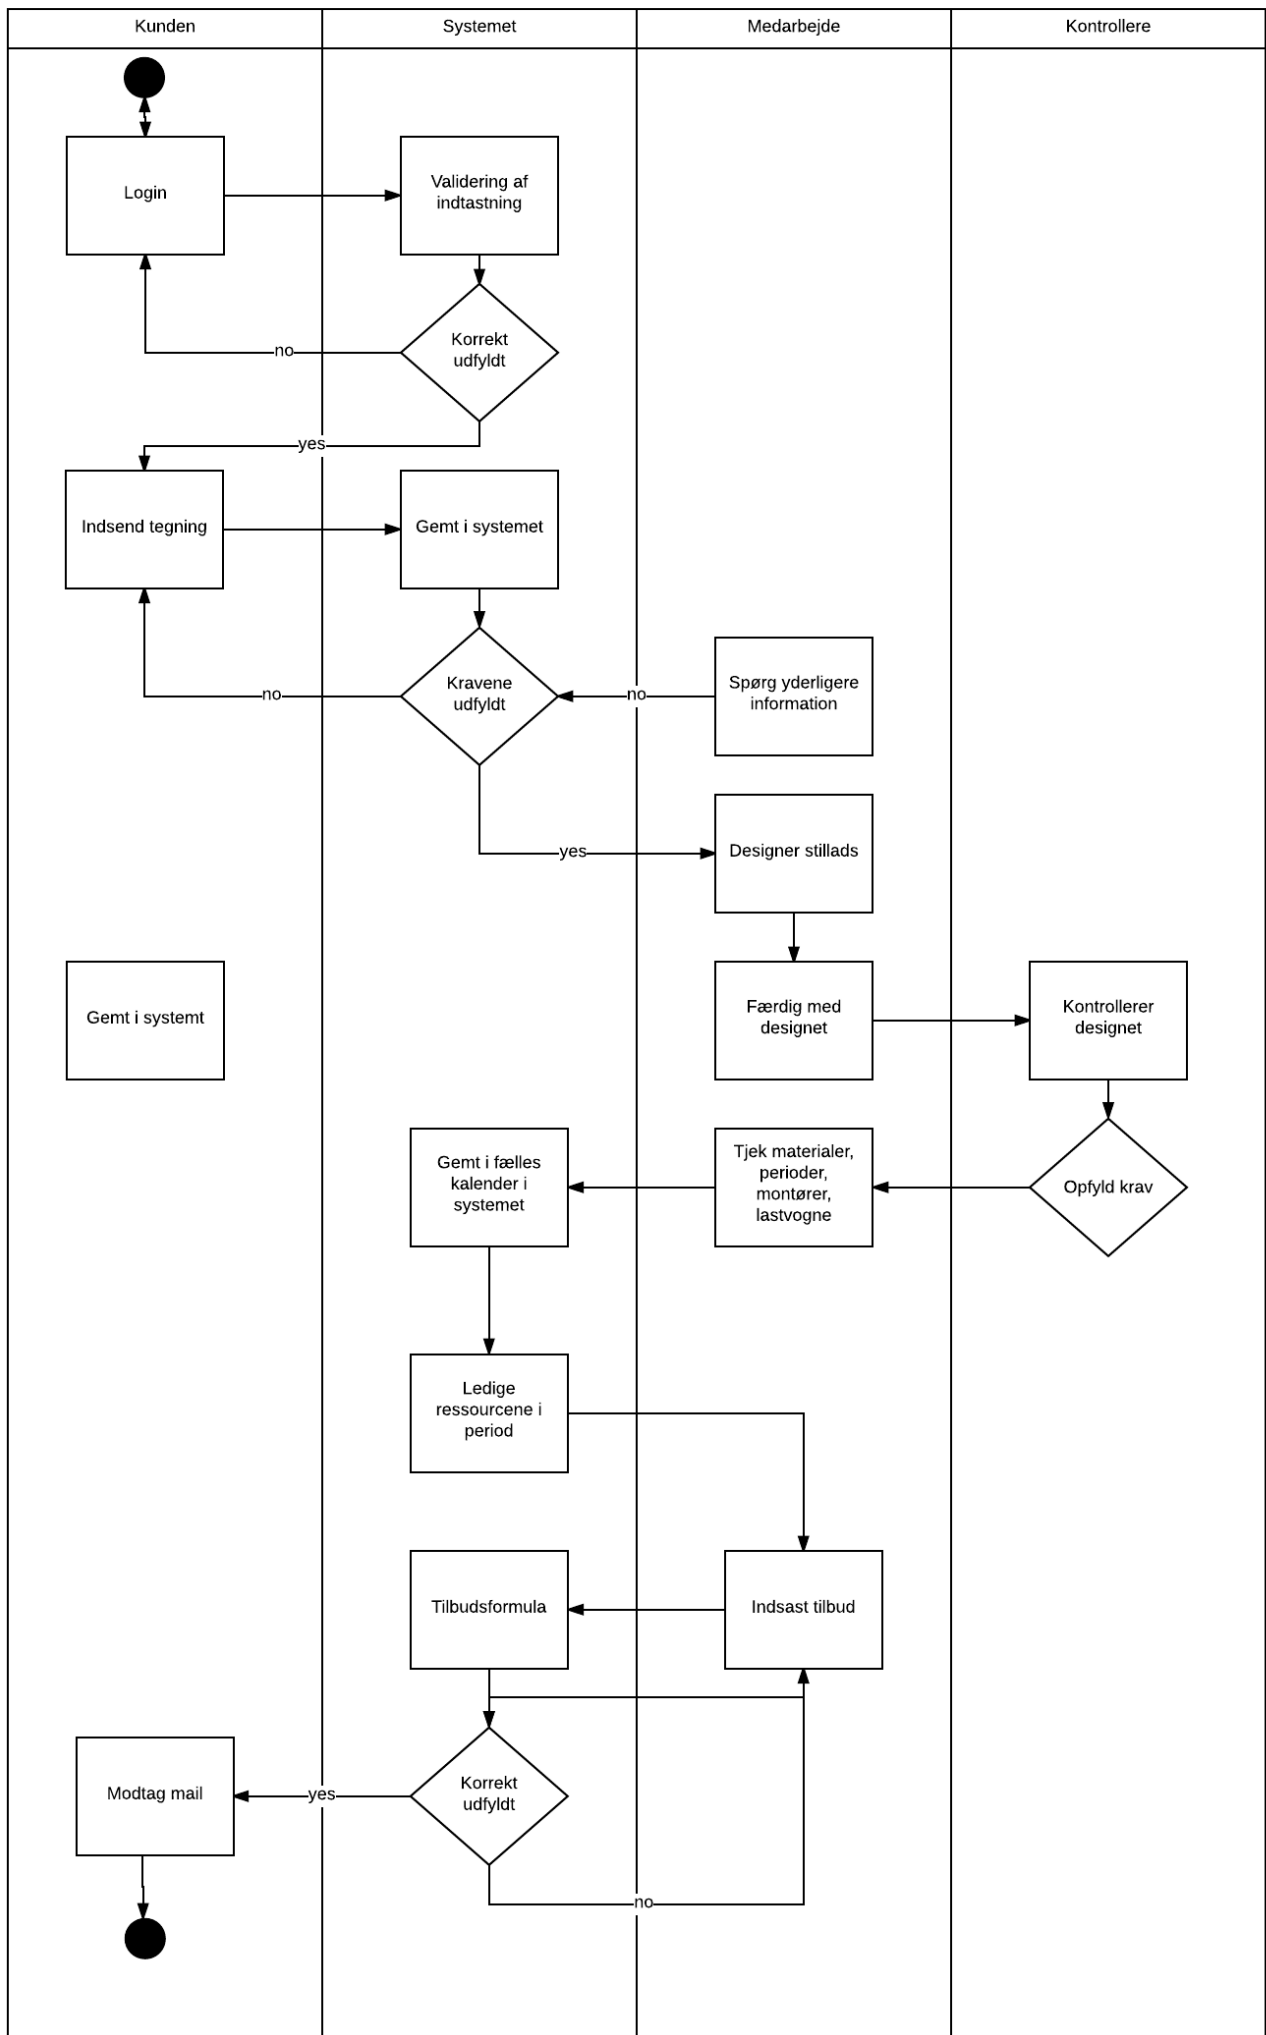 Kunden
Systemet
Medarbejde
Kontrollere
Login
Validering af
indtastning
Korrekt
udfyldt
no
yes
Indsend tegning
Gemt i systemet
Kravene
udfyldt
no
no
Spørg yderligere
information
yes
Designer stillads
Gemt i systemt
Færdig med
designet
Kontrollerer
designet
Gemt i fælles
kalender i
systemet
Tjek materialer,
perioder,
montører,
lastvogne
Opfyld krav
Ledige
ressourcene i
period
Tilbudsformula
Indsast tilbud
Modtag mail
yes
Korrekt
udfyldt
no